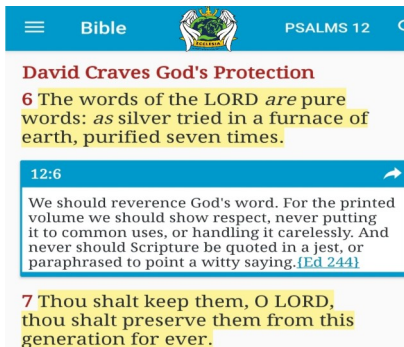 Bible
ECCLESIA
PSALMS 12
David Craves God's Protection
6 The words of the LORD are pure
words: as silver tried in a furnace of
earth, purified seven times.
12:6
We should reverence God's word. For the printed
volume we should show respect, never putting
it to common uses, or handling it carelessly. And
never should Scripture be quoted in a jest, or
paraphrased to point a witty saying.{Ed 244}
7 Thou shalt keep them, O LORD,
thou shalt preserve them from this
generation for ever.